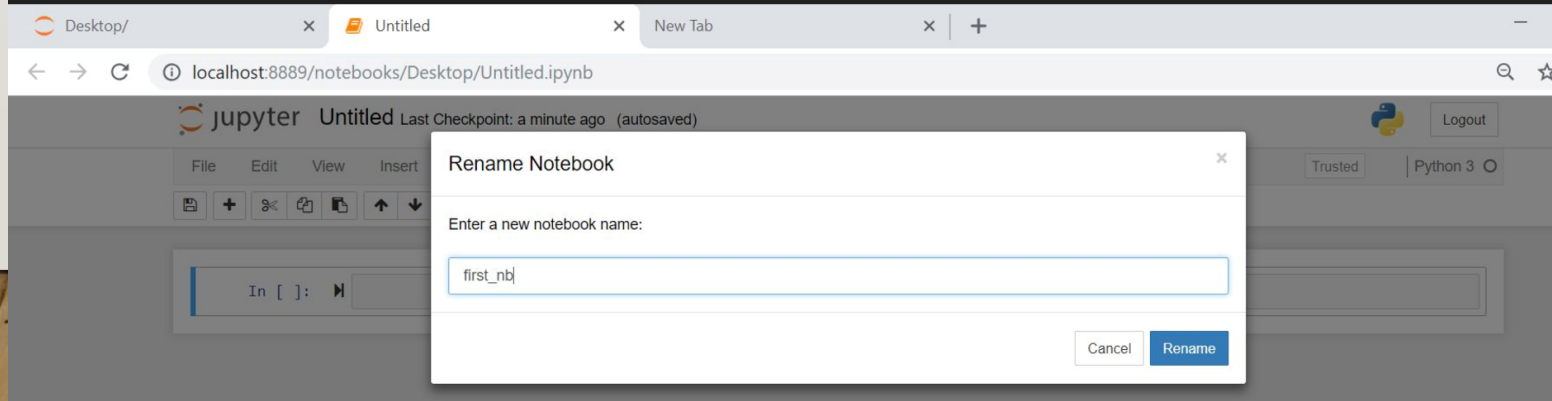 Desktop/ Untitled New Tab
localhost:8889/notebooks/Desktop/Untitled.ipynb
jupyter Untitled Last Checkpoint: a minute ago (autosaved) Logout
File Edit View Insert Trusted Python 3
Rename Notebook
Enter a new notebook name:
In [ ]: first_nb
Cancel Rename